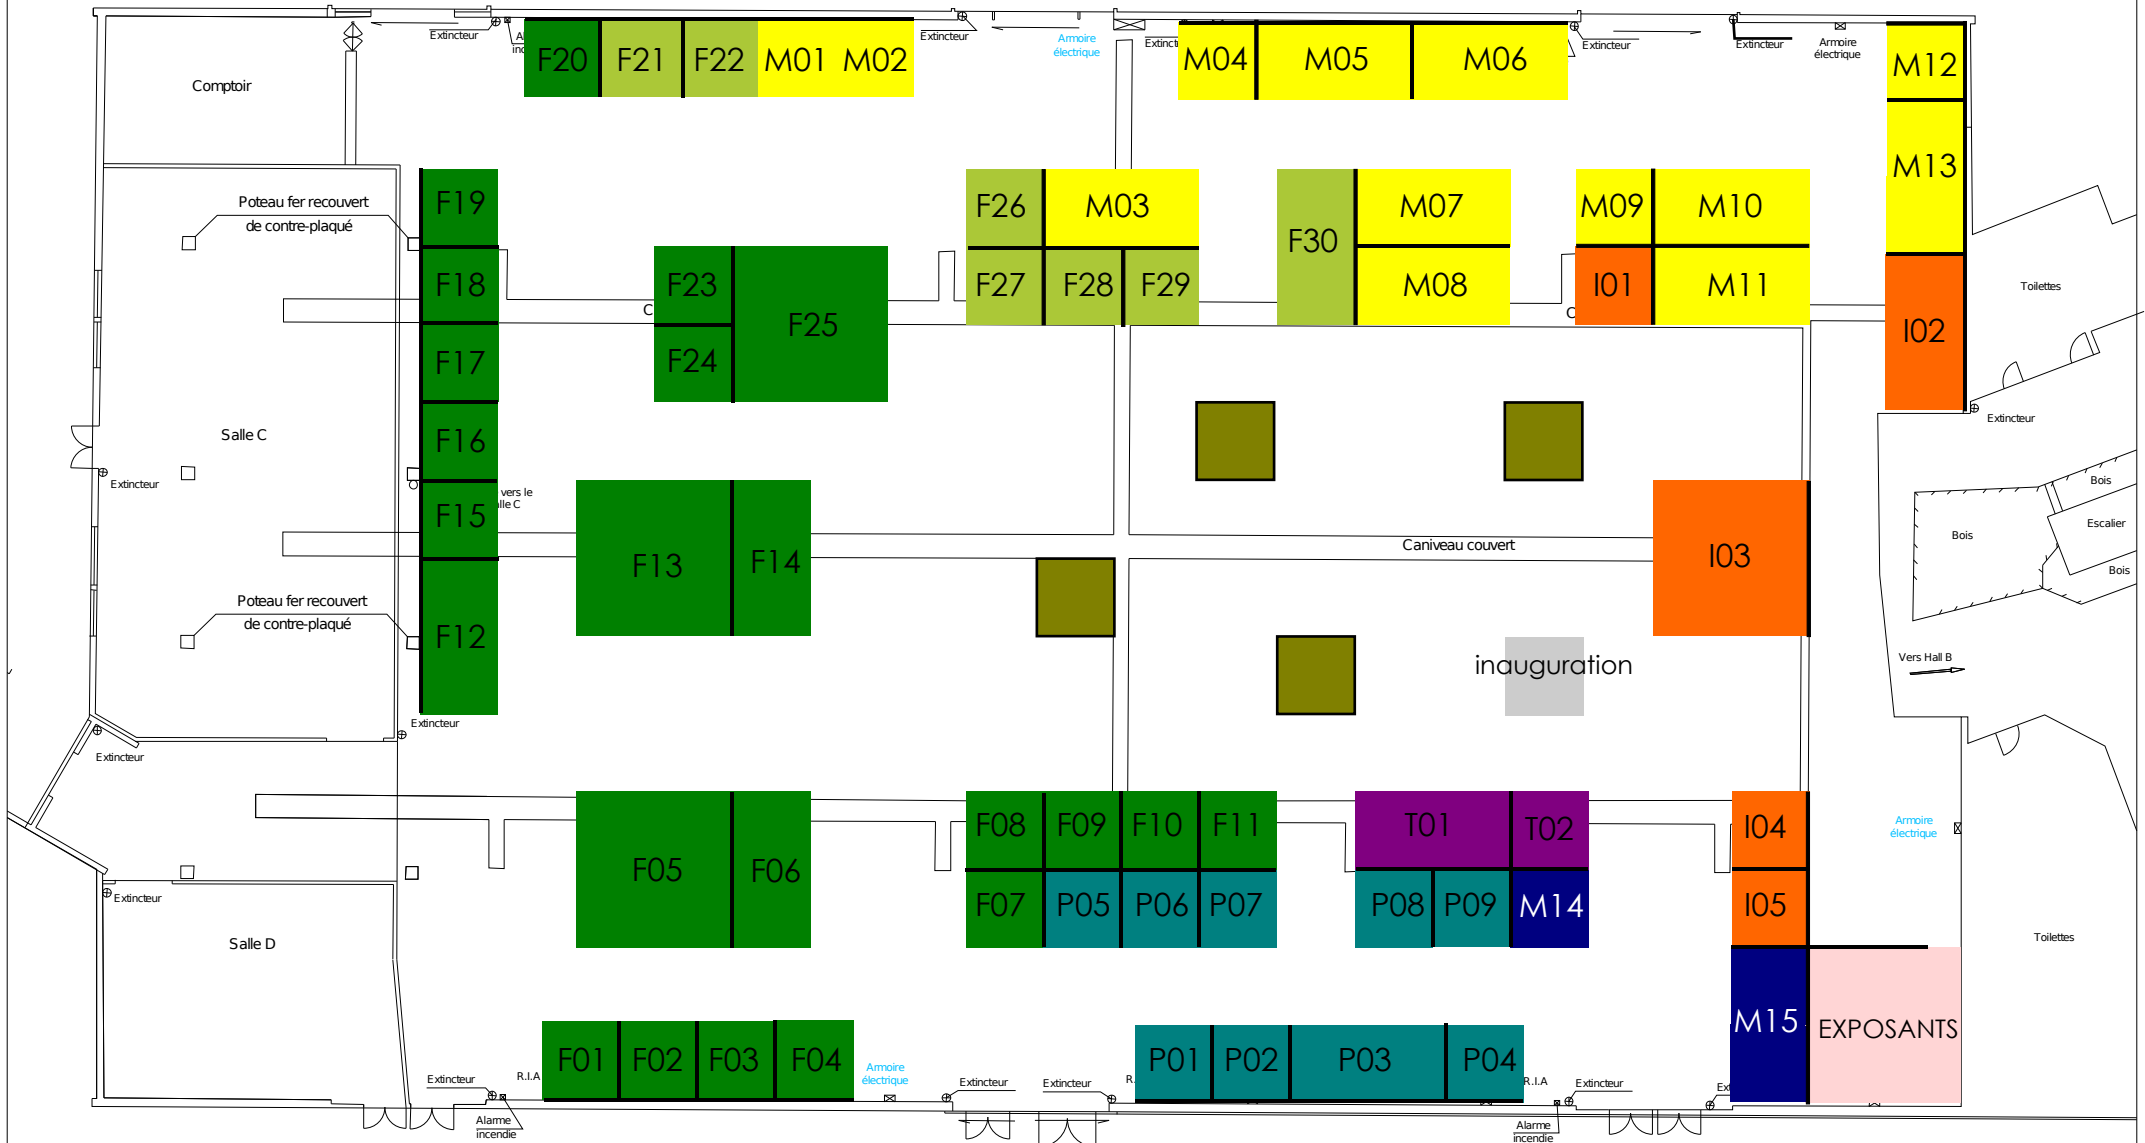 Extincteur
F20 F21 F22 M01 M02
Extincteur
Armoire
électrique
M04 M05 M06
Extincteur
Extincteur
Armoire
électrique
M12
Comptoir
M13
Poteau fer recouvert
de contre-plaqué
F19
F26 M03
F30
M07
M09 M10
F18
F23
F25
F27 F28 F29
M08
I01 M11
Toilettes
I02
C
C
F17
F24
Extincteur
Salle C
F16
Extincteur
vers le
lle C
F15
Bois
Escalier
Bois
Bois
F13 F14
Caniveau couvert
I03
Poteau fer recouvert
de contre-plaqué
F12
inauguration
Vers Hall B
Extincteur
Extincteur
F05 F06
F08 F09 F10 F11
T01 T02
I04
Armoire
électrique
F07 P05 P06 P07
P08 P09 M14
I05
Extincteur
Salle D
Toilettes
M15 EXPOSANTS
F01 F02 F03 F04
P01 P02 P03 P04
Extincteur
R.I.A
Armoire
électrique
Extincteur
Extincteur
R.I.A
Extincteur
Alarme
incendie
Alarme
incendie